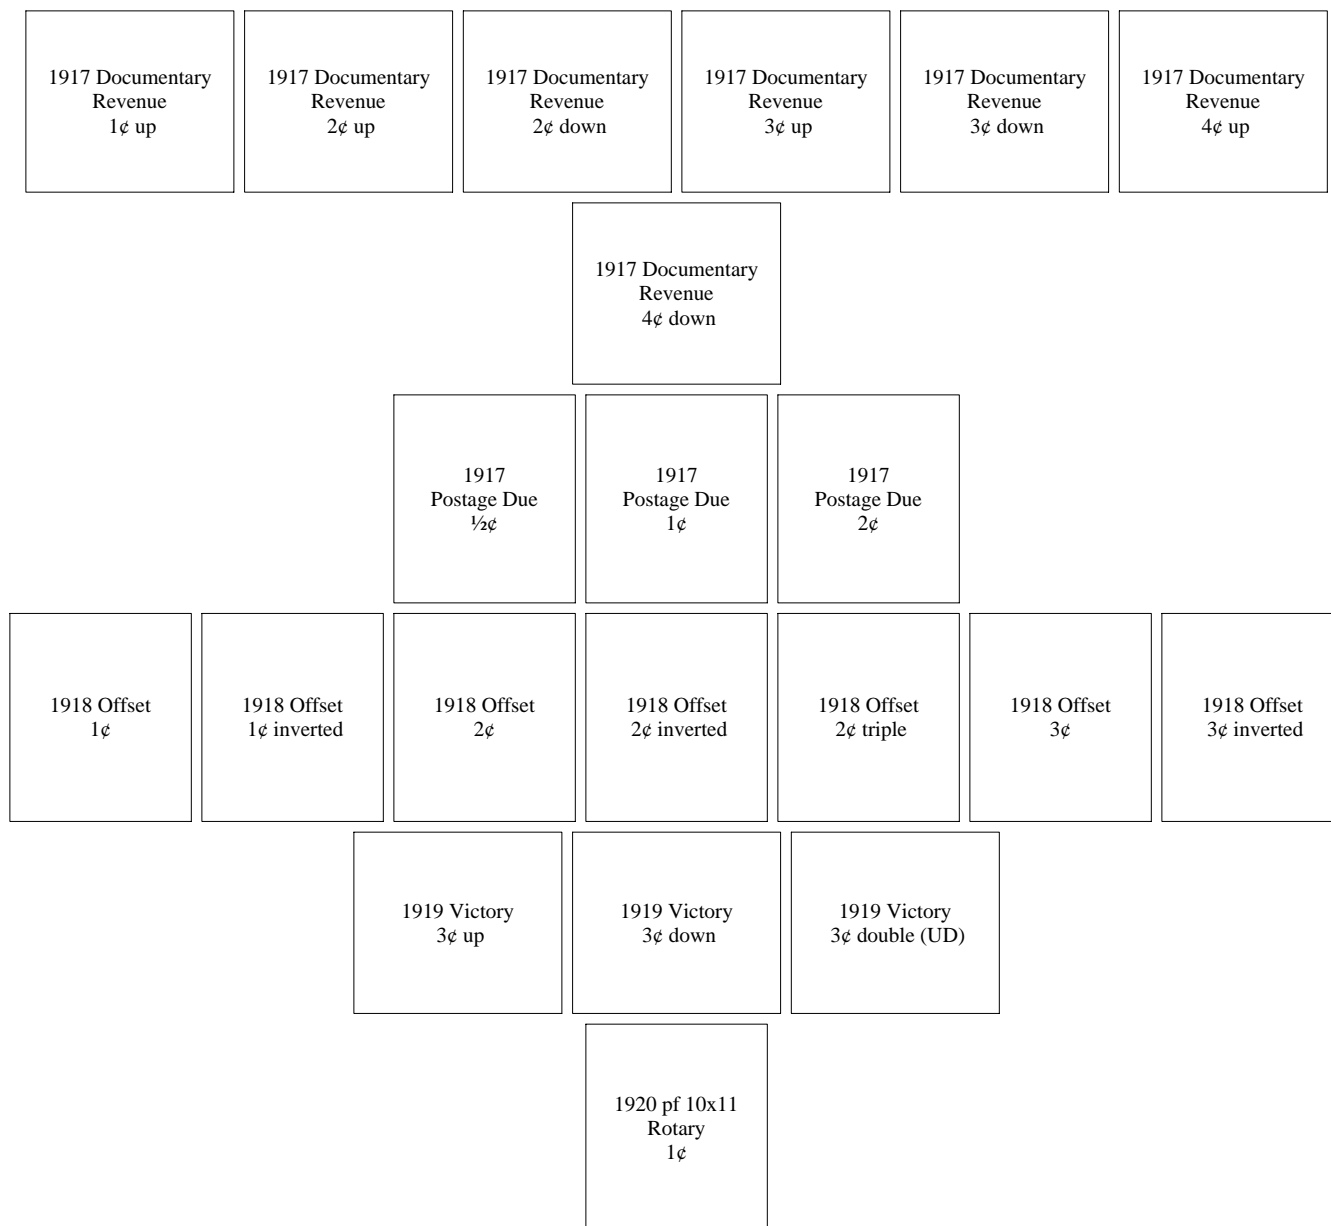 1917 Documentary
Revenue
1¢ up
1917 Documentary
Revenue
2¢ up
1917 Documentary
Revenue
2¢ down
1917 Documentary
Revenue
3¢ up
1917 Documentary
Revenue
3¢ down
1917 Documentary
Revenue
4¢ up
1917 Documentary
Revenue
4¢ down
1917
Postage Due
½¢
1917
Postage Due
1¢
1917
Postage Due
2¢
1918 Offset
1¢
1918 Offset
1¢ inverted
1918 Offset
2¢
1918 Offset
2¢ inverted
1918 Offset
2¢ triple
1918 Offset
3¢
1918 Offset
3¢ inverted
1919 Victory
3¢ up
1919 Victory
3¢ down
1919 Victory
3¢ double (UD)
1920 pf 10x11
Rotary
1¢